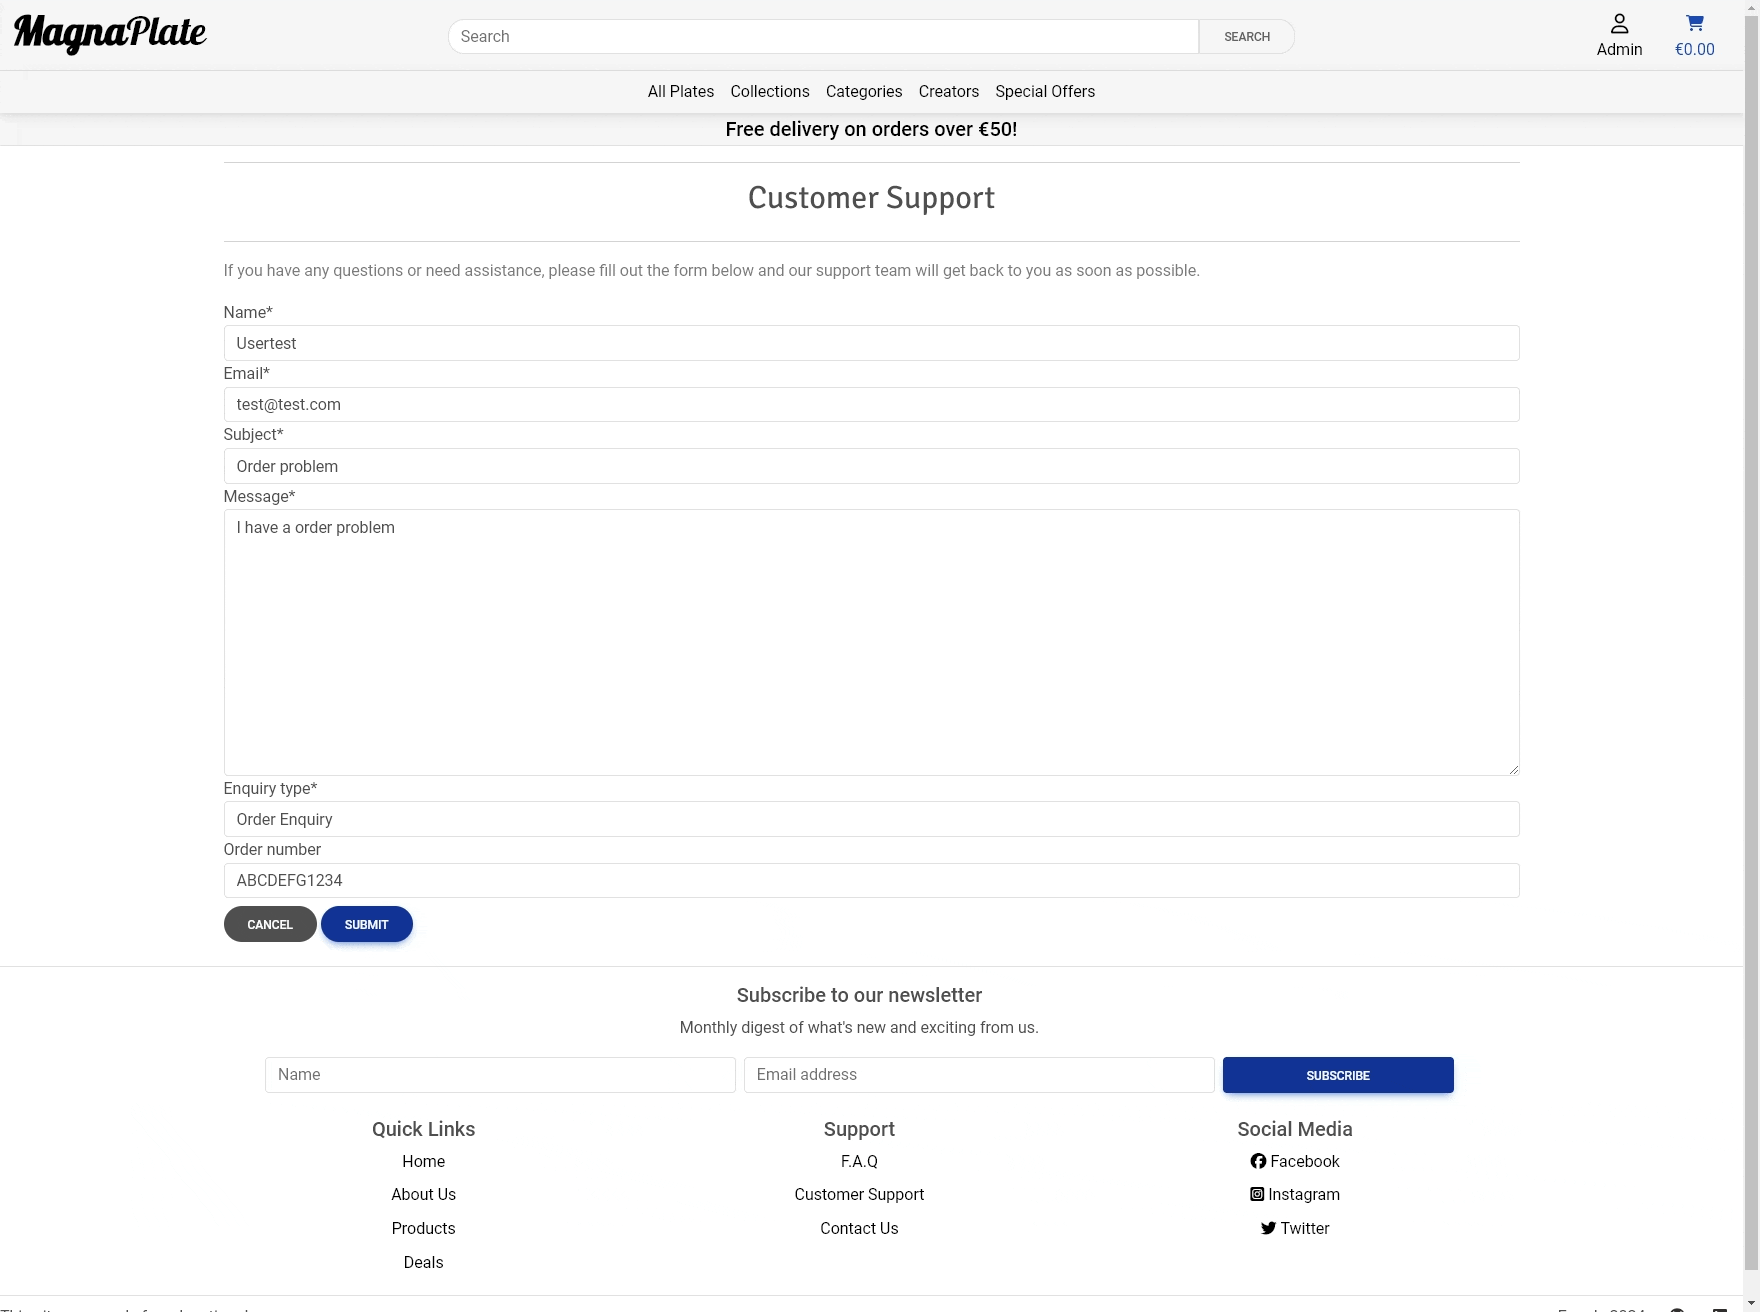 MagnaPlate
Search
SEARCH
Admin
€0.00
All Plates
Collections
Categories
Creators
Special Offers
Free delivery on orders over €50!
Customer Support
If you have any questions or need assistance, please fill out the form below and our support team will get back to you as soon as possible.
Name*
Usertest
Email*
test@test.com
Subject*
Order problem
Message*
I have a order problem
Enquiry type*
Order Enquiry
Order number
ABCDEFG1234
CANCEL
SUBMIT
Subscribe to our newsletter
Monthly digest of what's new and exciting from us.
Name
Email address
SUBSCRIBE
Quick Links
Home
About Us
Products
Deals
Support
F.A.Q
Customer Support
Contact Us
Social Media
Facebook
Instagram
Twitter